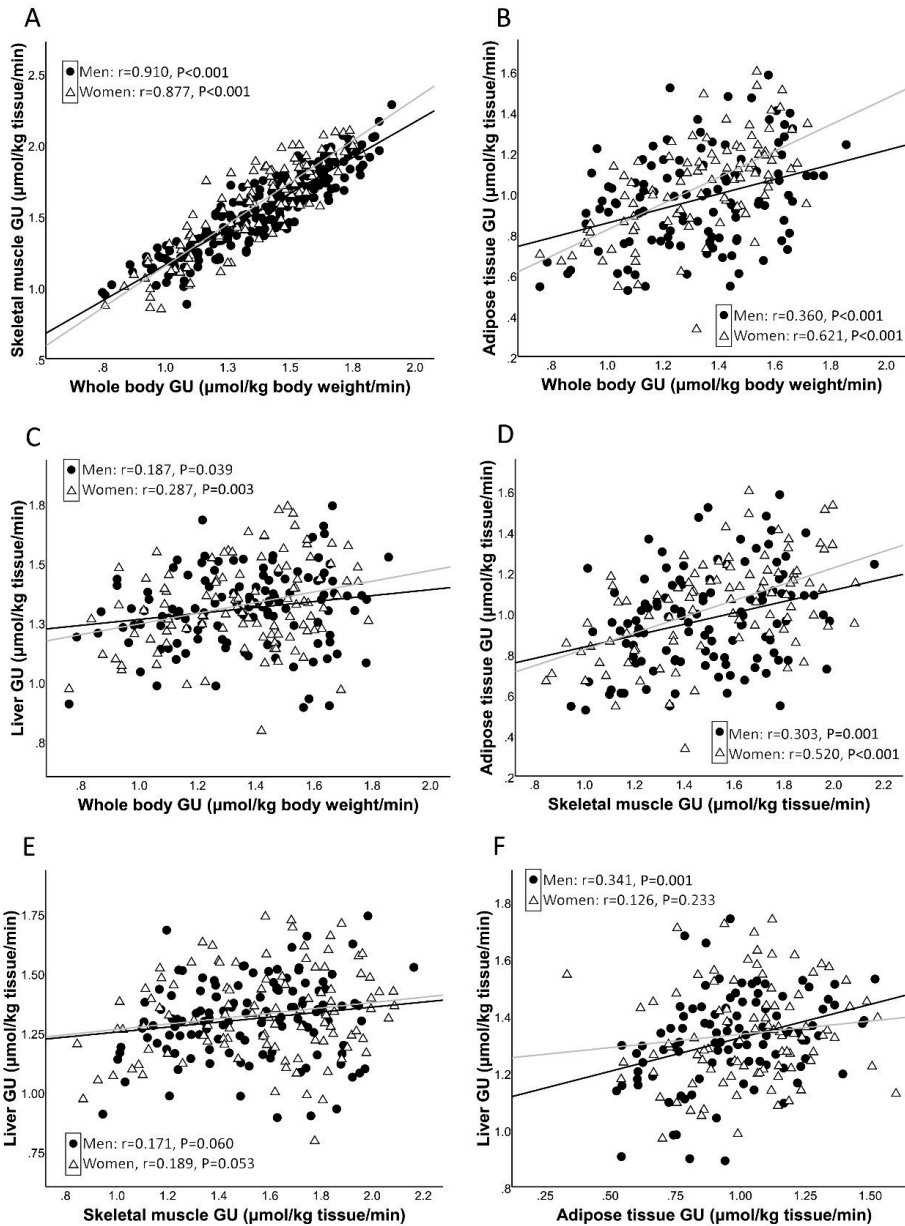 A
Skeletal muscle GU (μmol/kg tissue/min)
2.5
2.0
1.5
1.0
.5
Men: r=0.910, P<0.001
Women: r=0.877, P<0.001
.8 1.0 1.3 1.5 1.8 2.0
Whole body GU (μmol/kg body weight/min)
B
Adipose tissue GU (μmol/kg tissue/min)
1.6
1.4
1.2
1.0
.8
.6
.4
.2
Men: r=0.360, P<0.001
Women: r=0.621, P<0.001
.8 1.0 1.2 1.4 1.6 1.8 2.0
Whole body GU (μmol/kg body weight/min)
C
Liver GU (μmol/kg tissue/min)
1.8
1.5
1.3
1.0
.8
Men: r=0.187, P=0.039
Women: r=0.287, P=0.003
.8 1.0 1.2 1.4 1.6 1.8 2.0
Whole body GU (μmol/kg body weight/min)
D
Adipose tissue GU (μmol/kg tissue/min)
1.6
1.4
1.2
1.0
.8
.6
.4
.2
Men: r=0.303, P=0.001
Women: r=0.520, P<0.001
.8 1.0 1.2 1.4 1.6 1.8 2.0 2.2
Skeletal muscle GU (μmol/kg tissue/min)
E
Liver GU (μmol/kg tissue/min)
1.75
1.50
1.25
1.00
.75
Men: r=0.171, P=0.060
Women, r=0.189, P=0.053
.8 1.0 1.2 1.4 1.6 1.8 2.0 2.2
Skeletal muscle GU (μmol/kg tissue/min)
F
Liver GU (μmol/kg tissue/min)
1.8
1.6
1.4
1.2
1.0
.8
Men: r=0.341, P=0.001
Women: r=0.126, P=0.233
.25 .50 .75 1.00 1.25 1.50
Adipose tissue GU (μmol/kg tissue/min)